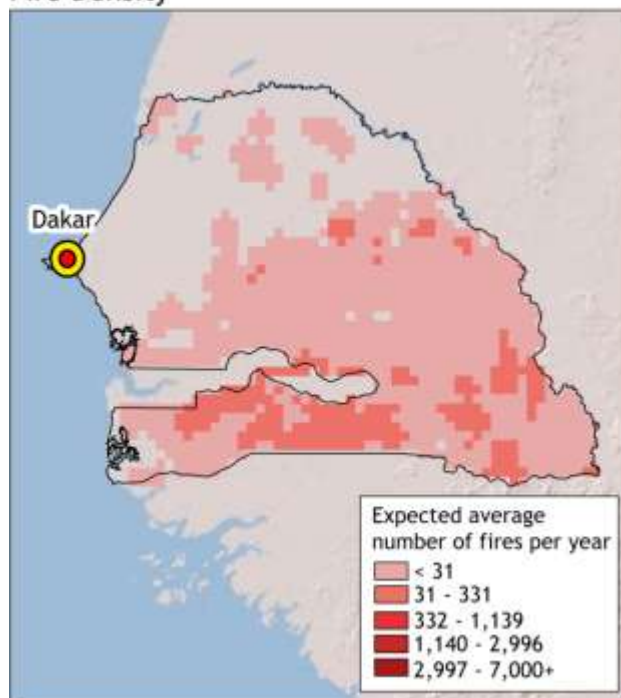 Dakar
Expected average
number of fires per year
< 31
31 - 331
332 - 1,139
1,140 - 2,996
2,997 - 7,000+